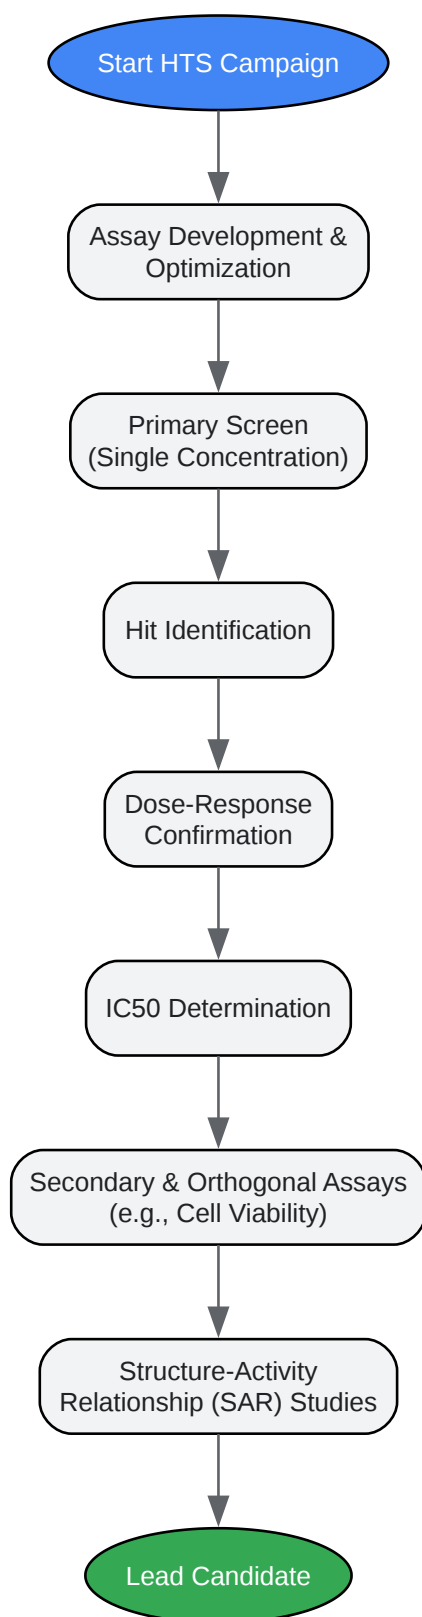 Start HTS Campaign
Assay Development &
Optimization
Primary Screen
(Single Concentration)
Hit Identification
Dose-Response
Confirmation
IC50 Determination
Secondary & Orthogonal Assays
(e.g., Cell Viability)
Structure-Activity
Relationship (SAR) Studies
Lead Candidate